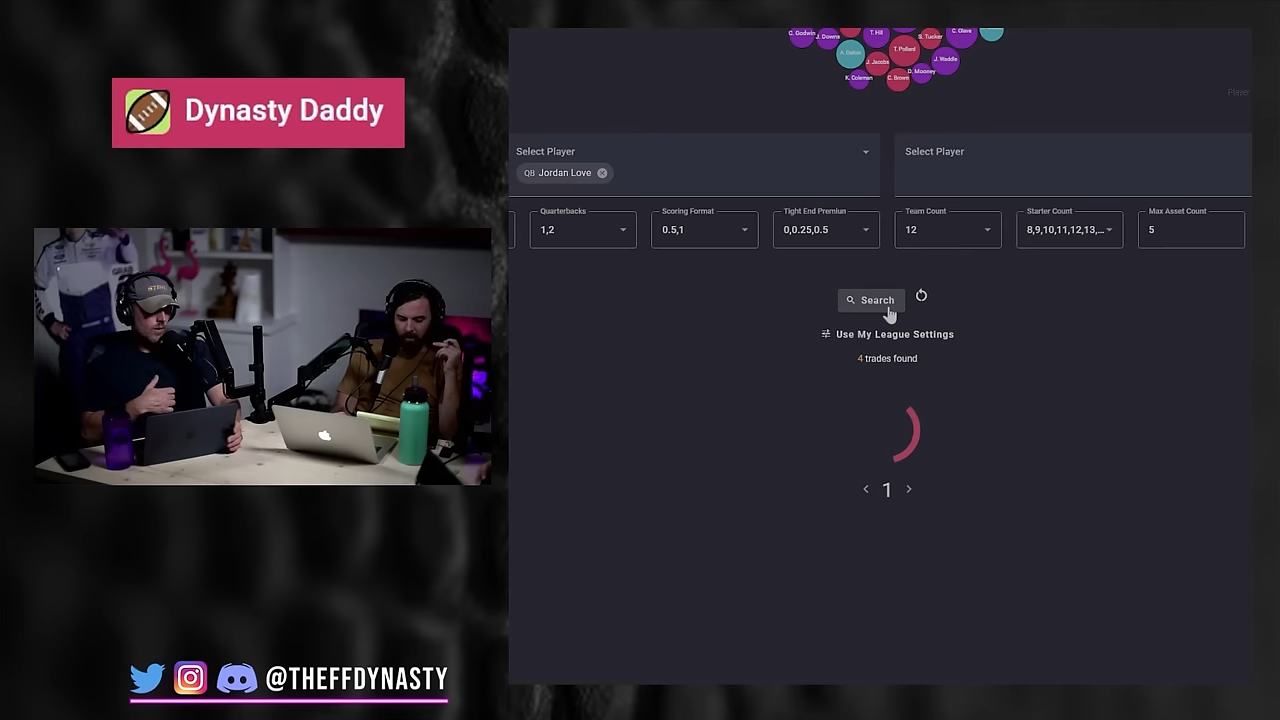 Dynasty Daddy
C. Godwin
J. Downs
T. Hill
S. Tucker
C. Olave
T. Pollard
J. Jacobs
J. Waddle
D. Mooney
K. Coleman
C. Brown
Player
Select Player
QB Jordan Love
Select Player
Quarterbacks
1,2
Scoring Format
0.5,1
Tight End Premiun
0,0.25,0.5
Team Count
12
Starter Count
8,9,10,11,12,13,...
Max Asset Count
5
Search
Use My League Settings
4 trades found
1
@THEFFDYNASTY